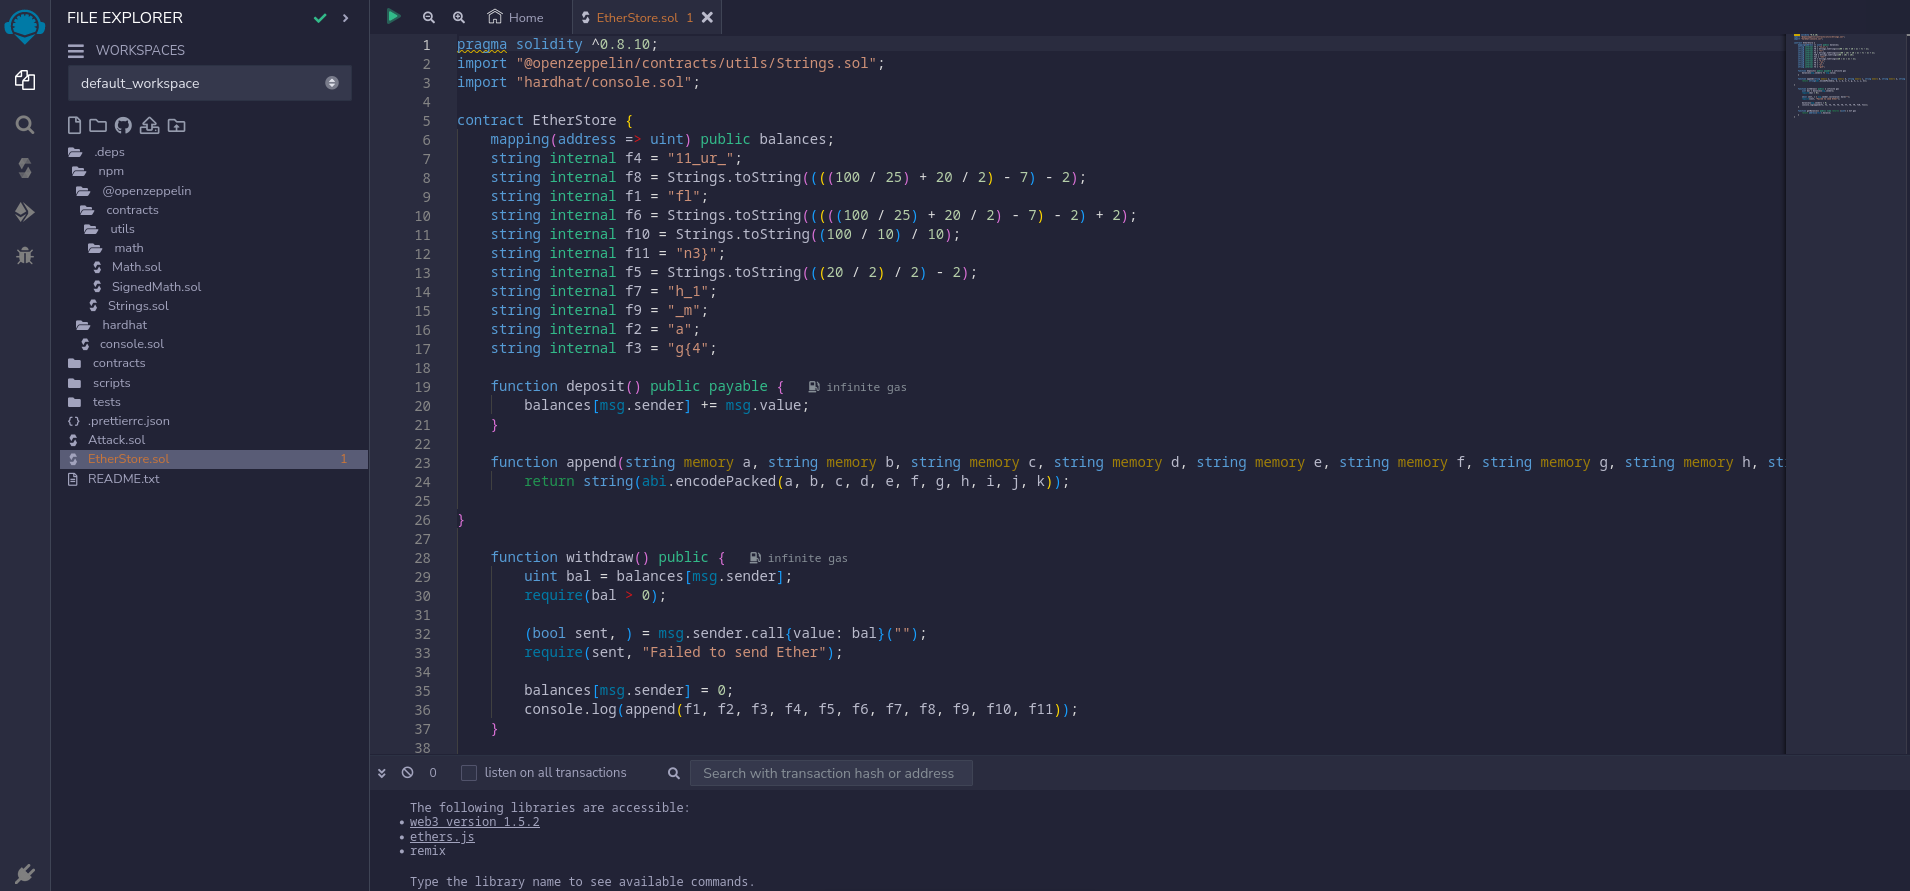 FILE EXPLORER
WORKSPACES
default_workspace
.deps
npm
@openzeppelin
contracts
utils
math
Math.sol
SignedMath.sol
Strings.sol
hardhat
console.sol
contracts
scripts
tests
.prettierrc.json
Attack.sol
EtherStore.sol 1
README.txt
Home EtherStore.sol 1
1 pragma solidity ^0.8.10;
2 import "@openzeppelin/contracts/utils/Strings.sol";
3 import "hardhat/console.sol";
4
5 contract EtherStore {
6 mapping(address => uint) public balances;
7 string internal f4 = "11_ur_";
8 string internal f8 = Strings.toString((((100 / 25) + 20 / 2) - 7) - 2);
9 string internal f1 = "fl";
10 string internal f6 = Strings.toString(((((100 / 25) + 20 / 2) - 7) - 2) + 2);
11 string internal f10 = Strings.toString((100 / 10) / 10);
12 string internal f11 = "n3}";
13 string internal f5 = Strings.toString(((20 / 2) / 2) - 2);
14 string internal f7 = "h_1";
15 string internal f9 = "_m";
16 string internal f2 = "a";
17 string internal f3 = "g{4";
18
19 function deposit() public payable { infinite gas
20 balances[msg.sender] += msg.value;
21 }
22
23 function append(string memory a, string memory b, string memory c, string memory d, string memory e, string memory f, string memory g, string memory h, st
24 return string(abi.encodePacked(a, b, c, d, e, f, g, h, i, j, k));
25
26 }
27
28 function withdraw() public { infinite gas
29 uint bal = balances[msg.sender];
30 require(bal > 0);
31
32 (bool sent, ) = msg.sender.call{value: bal}("");
33 require(sent, "Failed to send Ether");
34
35 balances[msg.sender] = 0;
36 console.log(append(f1, f2, f3, f4, f5, f6, f7, f8, f9, f10, f11));
37 }
38
0 listen on all transactions Search with transaction hash or address
The following libraries are accessible:
• web3 version 1.5.2
• ethers.js
• remix
Type the library name to see available commands.